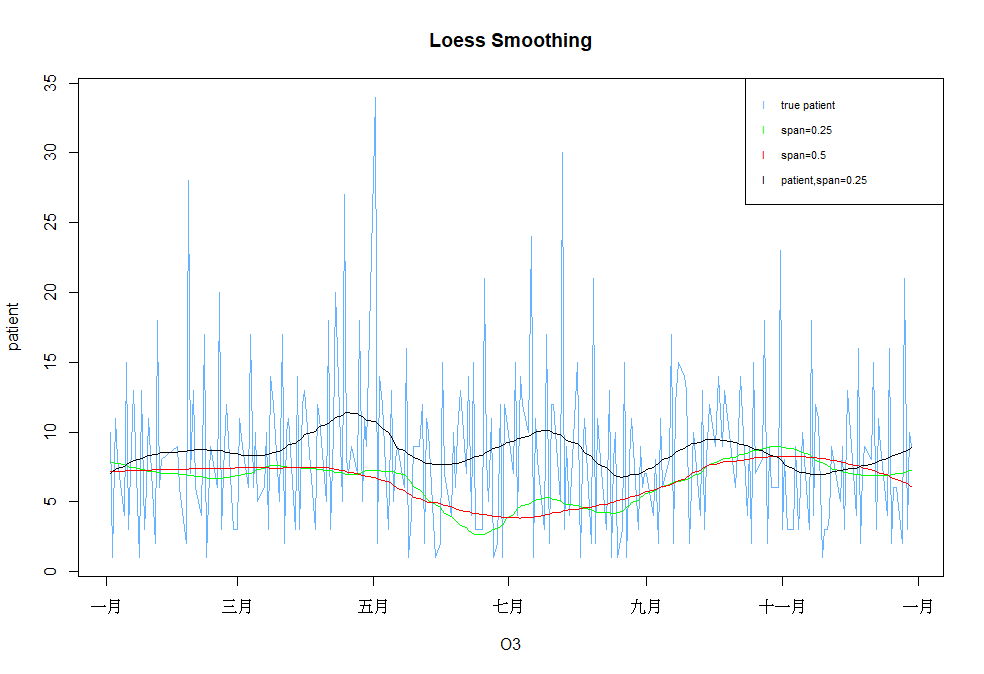 Loess Smoothing
35
30
25
20
15
10
5
0
patient
true patient
span=0.25
span=0.5
patient,span=0.25
一月 三月 五月 七月 九月 十一月 一月
O3